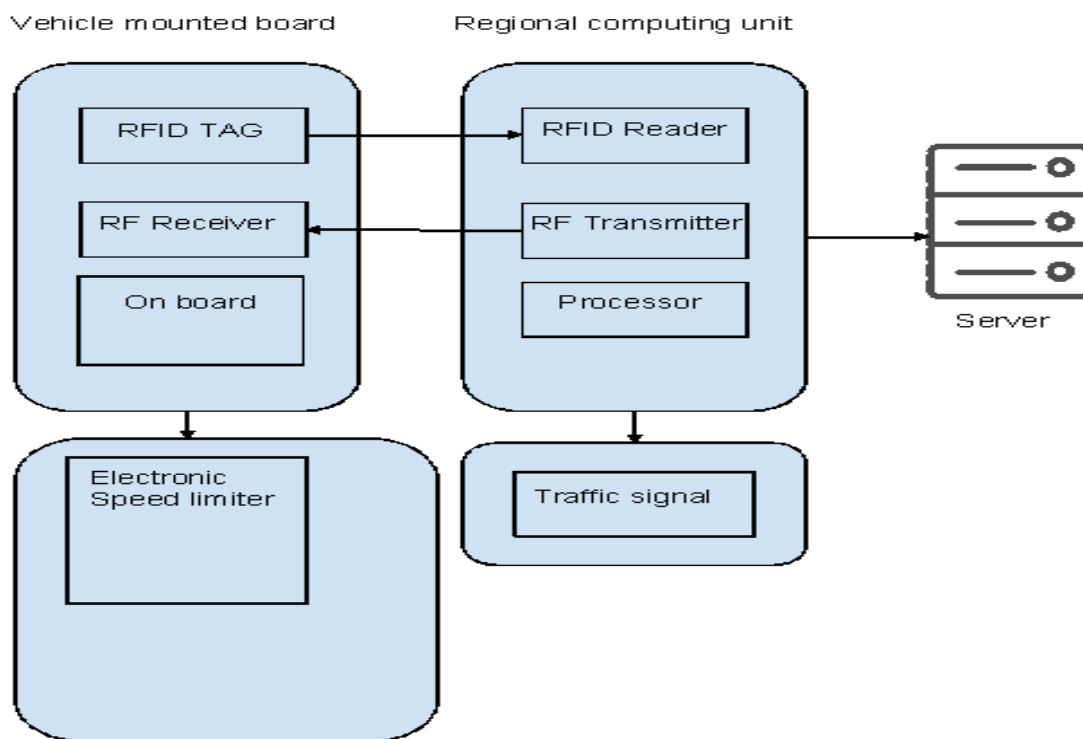 Vehicle mounted board
Regional computing unit
RFID TAG
RFID Reader
RF Receiver
RF Transmitter
On board
Processor
Server
Electronic
Speed limiter
Traffic signal